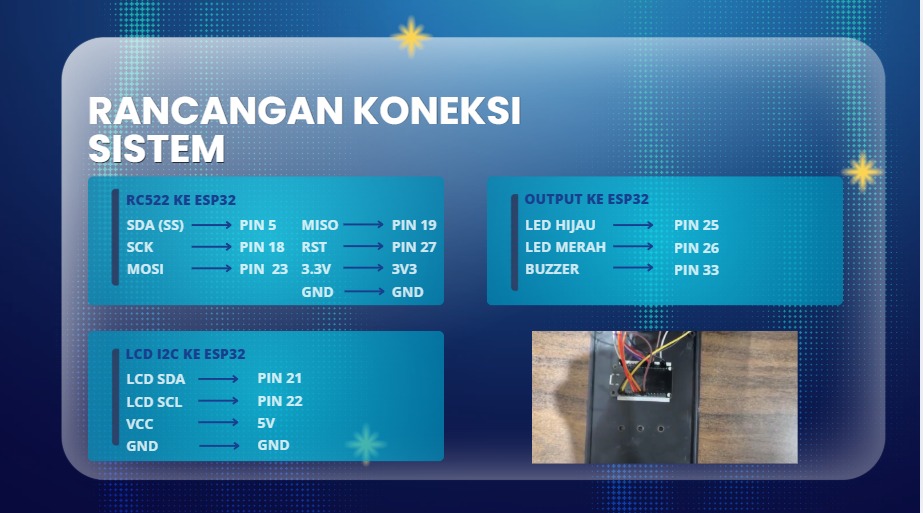 RANCANGAN KONEKSI
SISTEM
RC522 KE ESP32
SDA (SS) PIN 5 MISO PIN 19
SCK PIN 18 RST PIN 27
MOSI PIN 23 3.3V 3V3
GND GND
OUTPUT KE ESP32
LED HIJAU PIN 25
LED MERAH PIN 26
BUZZER PIN 33
LCD I2C KE ESP32
LCD SDA PIN 21
LCD SCL PIN 22
VCC 5V
GND GND